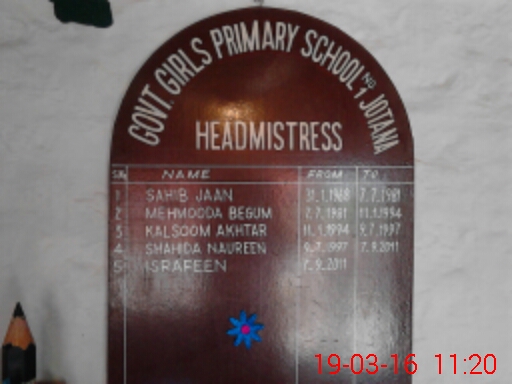 GOVT. GIRLS PRIMARY SCHOOL NO 1 JOTANA
HEADMISTRESS
S.No NAME FROM TO
1 SAHIB JAAN 31.1.1968 7.7.1981
2 MEHMOODA BEGUM 7.7.1981 11.1.1994
3 KALSOOM AKHTAR 11.1.1994 9.7.1997
4 SHAHIDA NAUREEN 9.7.1997 7.9.2011
5 ISRAFEEN 7.9.2011
19-03-16 11:20